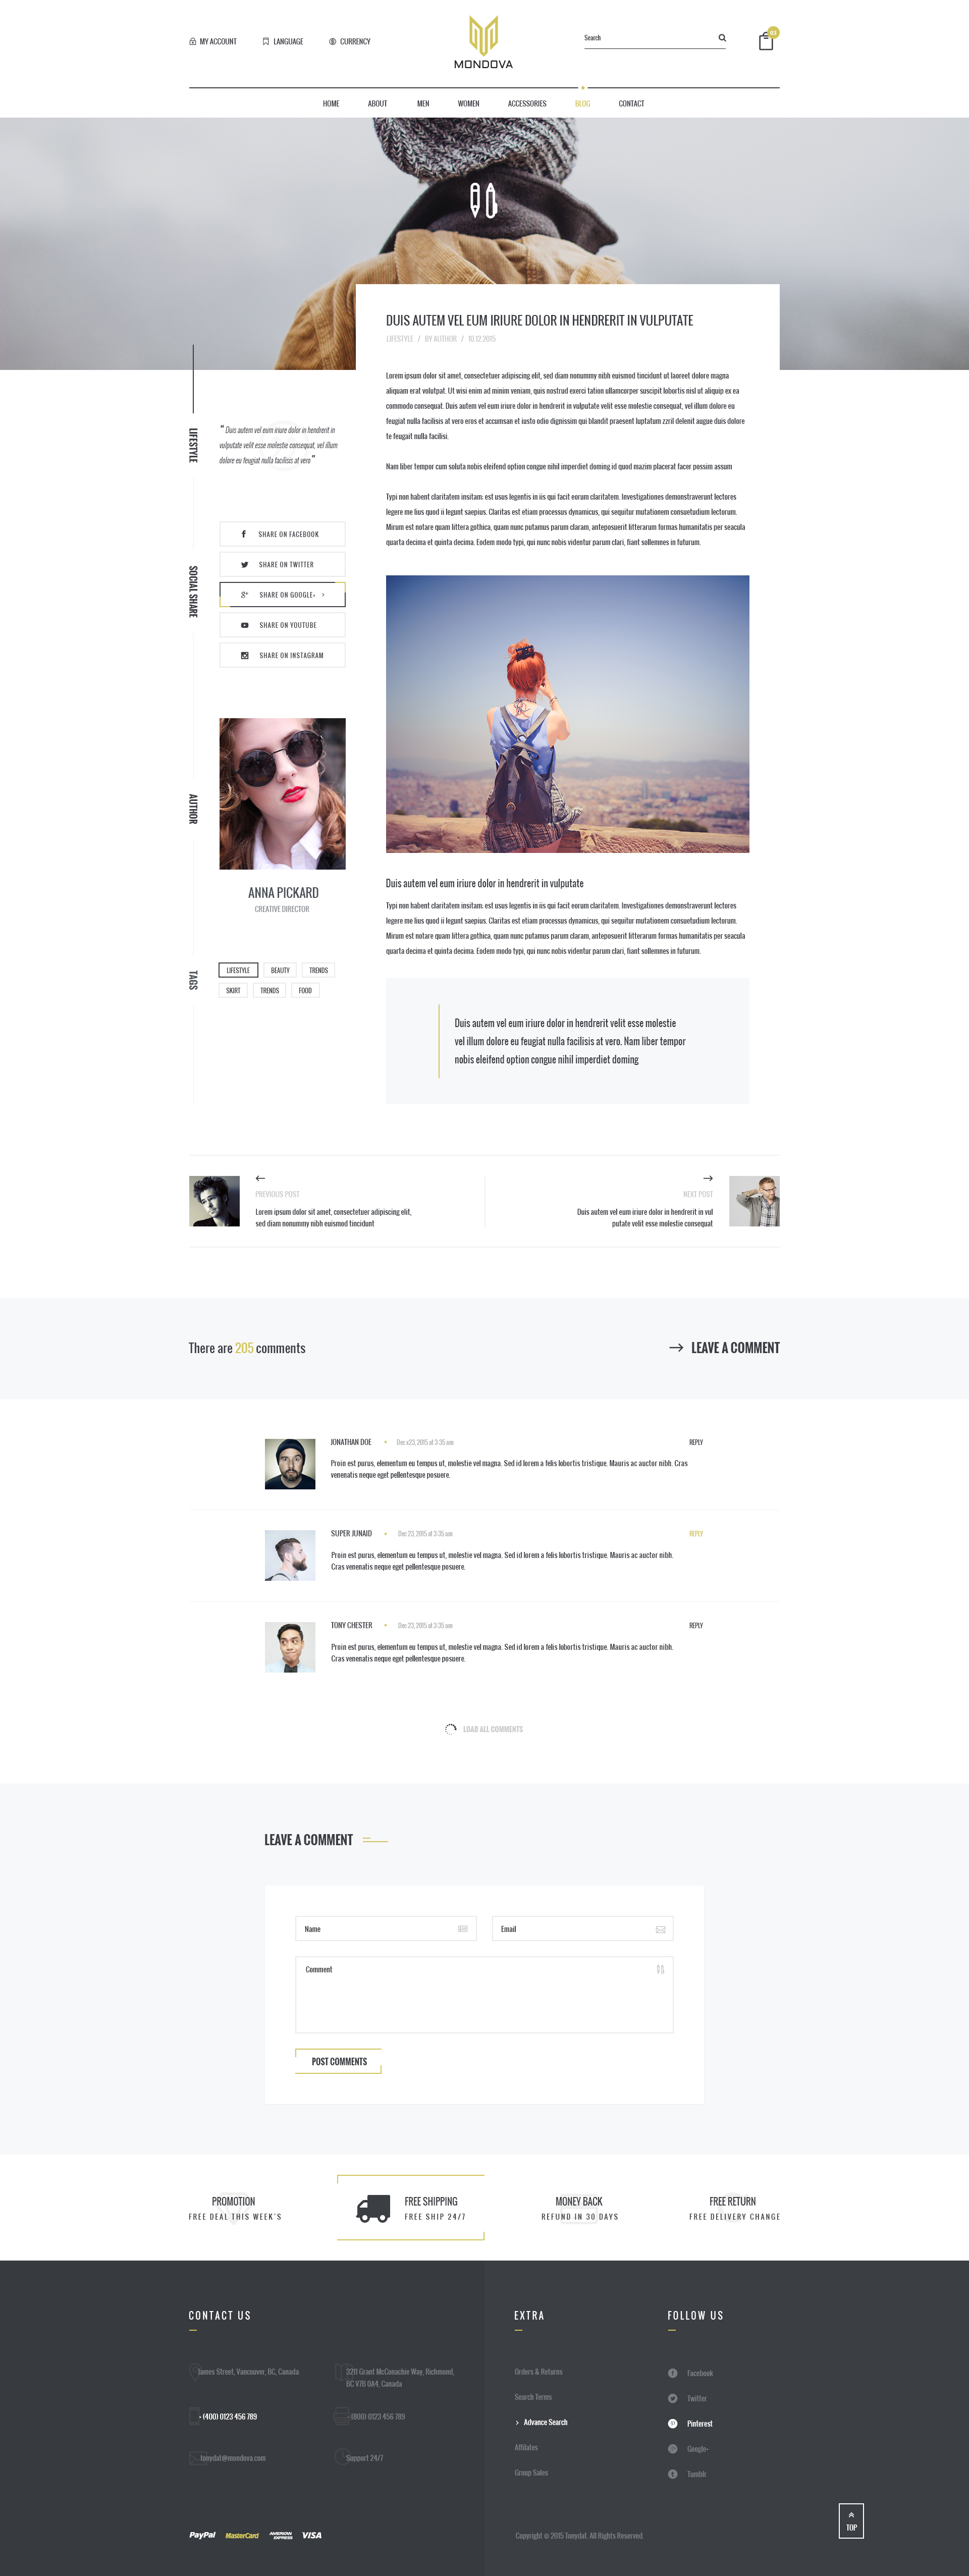 MY ACCOUNT
LANGUAGE
CURRENCY
MONDOVA
Search
03
HOME
ABOUT
MEN
WOMEN
ACCESSORIES
BLOG
CONTACT
DUIS AUTEM VEL EUM IRIURE DOLOR IN HENDRERIT IN VULPUTATE
LIFESTYLE / BY AUTHOR / 10.12.2015
Lorem ipsum dolor sit amet, consectetuer adipiscing elit, sed diam nonummy nibh euismod tincidunt ut laoreet dolore magna
aliquam erat volutpat. Ut wisi enim ad minim veniam, quis nostrud exerci tation ullamcorper suscipit lobortis nisl ut aliquip ex ea
commodo consequat. Duis autem vel eum iriure dolor in hendrerit in vulputate velit esse molestie consequat, vel illum dolore eu
feugiat nulla facilisis at vero eros et accumsan et iusto odio dignissim qui blandit praesent luptatum zzril delenit augue duis dolore
te feugait nulla facilisi.
Nam liber tempor cum soluta nobis eleifend option congue nihil imperdiet doming id quod mazim placerat facer possim assum
Typi non habent claritatem insitam; est usus legentis in iis qui facit eorum claritatem. Investigationes demonstraverunt lectores
legere me lius quod ii legunt saepius. Claritas est etiam processus dynamicus, qui sequitur mutationem consuetudium lectorum.
Mirum est notare quam littera gothica, quam nunc putamus parum claram, anteposuerit litterarum formas humanitatis per seacula
quarta decima et quinta decima. Eodem modo typi, qui nunc nobis videntur parum clari, fiant sollemnes in futurum.
LIFESTYLE
" Duis autem vel eum iriure dolor in hendrerit in
vulputate velit esse molestie consequat, vel illum
dolore eu feugiat nulla facilisis at vero "
SOCIAL SHARE
SHARE ON FACEBOOK
SHARE ON TWITTER
SHARE ON GOOGLE+ >
SHARE ON YOUTUBE
SHARE ON INSTAGRAM
AUTHOR
ANNA PICKARD
CREATIVE DIRECTOR
TAGS
LIFESTYLE
BEAUTY
TRENDS
SKIRT
TRENDS
FOOD
Duis autem vel eum iriure dolor in hendrerit in vulputate
Typi non habent claritatem insitam; est usus legentis in iis qui facit eorum claritatem. Investigationes demonstraverunt lectores
legere me lius quod ii legunt saepius. Claritas est etiam processus dynamicus, qui sequitur mutationem consuetudium lectorum.
Mirum est notare quam littera gothica, quam nunc putamus parum claram, anteposuerit litterarum formas humanitatis per seacula
quarta decima et quinta decima. Eodem modo typi, qui nunc nobis videntur parum clari, fiant sollemnes in futurum.
Duis autem vel eum iriure dolor in hendrerit velit esse molestie
vel illum dolore eu feugiat nulla facilisis at vero. Nam liber tempor
nobis eleifend option congue nihil imperdiet doming
PREVIOUS POST
Lorem ipsum dolor sit amet, consectetuer adipiscing elit,
sed diam nonummy nibh euismod tincidunt
NEXT POST
Duis autem vel eum iriure dolor in hendrerit in vul
putate velit esse molestie consequat
There are 205 comments
LEAVE A COMMENT
JONATHAN DOE
Dec x23, 2015 at 3:35 am
REPLY
Proin est purus, elementum eu tempus ut, molestie vel magna. Sed id lorem a felis lobortis tristique. Mauris ac auctor nibh. Cras
venenatis neque eget pellentesque posuere.
SUPER JUNAID
Dec 23, 2015 at 3:35 am
REPLY
Proin est purus, elementum eu tempus ut, molestie vel magna. Sed id lorem a felis lobortis tristique. Mauris ac auctor nibh.
Cras venenatis neque eget pellentesque posuere.
TONY CHESTER
Dec 23, 2015 at 3:35 am
REPLY
Proin est purus, elementum eu tempus ut, molestie vel magna. Sed id lorem a felis lobortis tristique. Mauris ac auctor nibh.
Cras venenatis neque eget pellentesque posuere.
LOAD ALL COMMENTS
LEAVE A COMMENT
Name
Email
Comment
POST COMMENTS
PROMOTION
FREE DEAL THIS WEEK'S
FREE SHIPPING
FREE SHIP 24/7
MONEY BACK
REFUND IN 30 DAYS
FREE RETURN
FREE DELIVERY CHANGE
CONTACT US
James Street, Vancouver, BC, Canada
3211 Grant McConachie Way, Richmond,
BC V7B 0A4, Canada
+ (400) 0123 456 789
+ (800) 0123 456 789
tonydat@mondova.com
Support 24/7
EXTRA
Orders & Returns
Search Terms
> Advance Search
Affilates
Group Sales
FOLLOW US
Facebook
Twitter
Pinterest
Google+
Tumblr
PayPal
MasterCard
AMERICAN
EXPRESS
VISA
Copyright © 2015 Tonydat. All Rights Reserved.
TOP